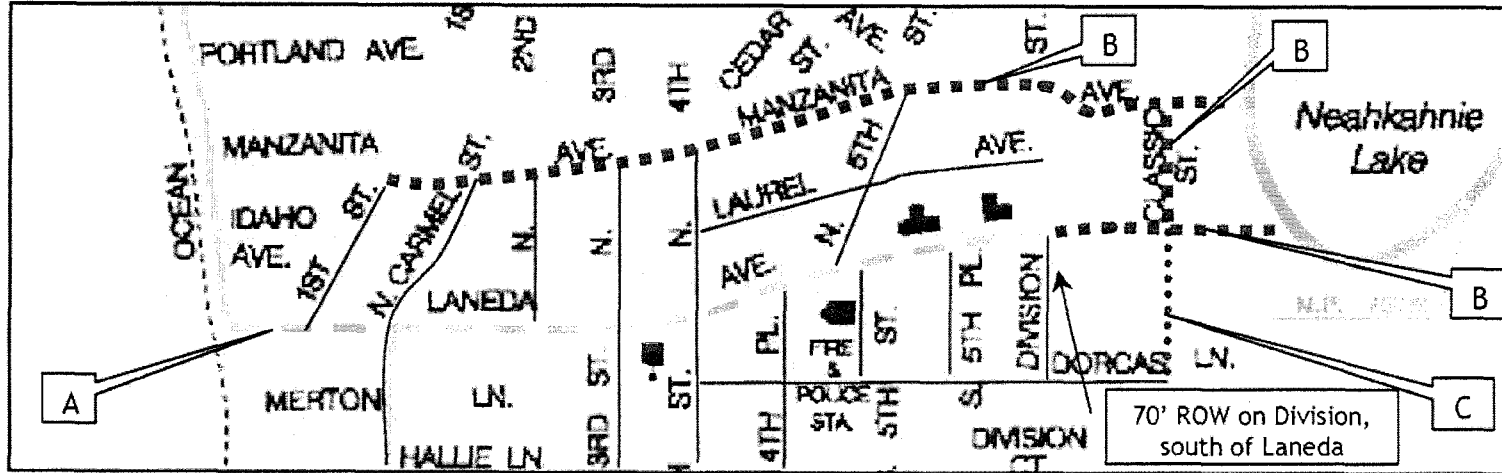 PORTLAND AVE.
1ST
2ND
3RD
4TH
CEDAR
ST.
AVE
ST.
ST.
B
B
MANZANITA
AVE.
Neahkahnie
Lake
MANZANITA
AVE.
5TH
AVE.
CLASSIC
ST.
OCEAN
IDAHO
AVE.
1ST
ST.
N. CARMEL
ST.
N.
N.
N.
LAUREL
N.
LANEDA
AVE.
B
A
MERTON
LN.
3RD ST.
ST.
4TH
PL.
FIRE
&
POLICE
STA.
ST.
5TH
5TH PL.
S.
DIVISION
DORCAS
LN.
C
HALLIE LN
DIVISION
CT
70' ROW on Division,
south of Laneda